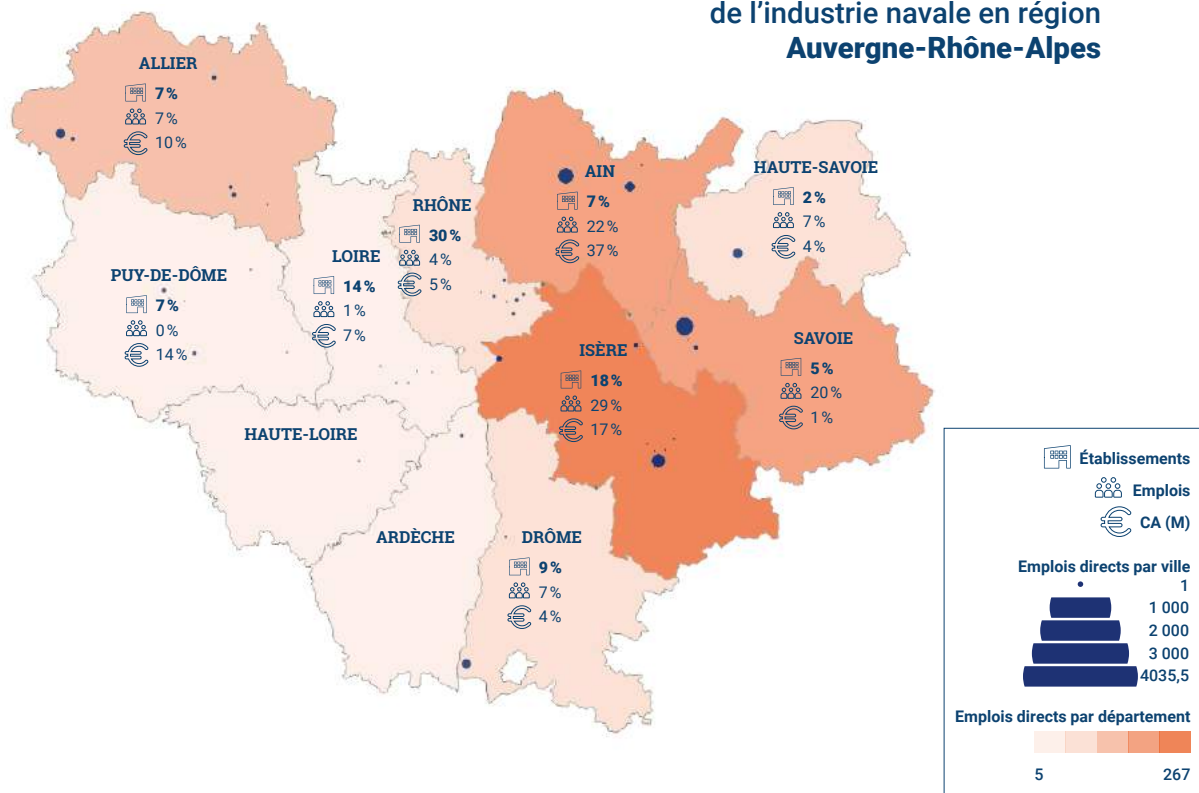 de l’industrie navale en région
Auvergne-Rhône-Alpes
ALLIER
7%
7%
10%
PUY-DE-DÔME
7%
0%
14%
LOIRE
14%
1%
7%
RHÔNE
30%
4%
5%
AIN
7%
22%
37%
HAUTE-SAVOIE
2%
7%
4%
ISÈRE
18%
29%
17%
SAVOIE
5%
20%
1%
HAUTE-LOIRE
ARDÈCHE
DRÔME
9%
7%
4%
Établissements
Emplois
CA (M)
Emplois directs par ville
1
1 000
2 000
3 000
4035,5
Emplois directs par département
5 267